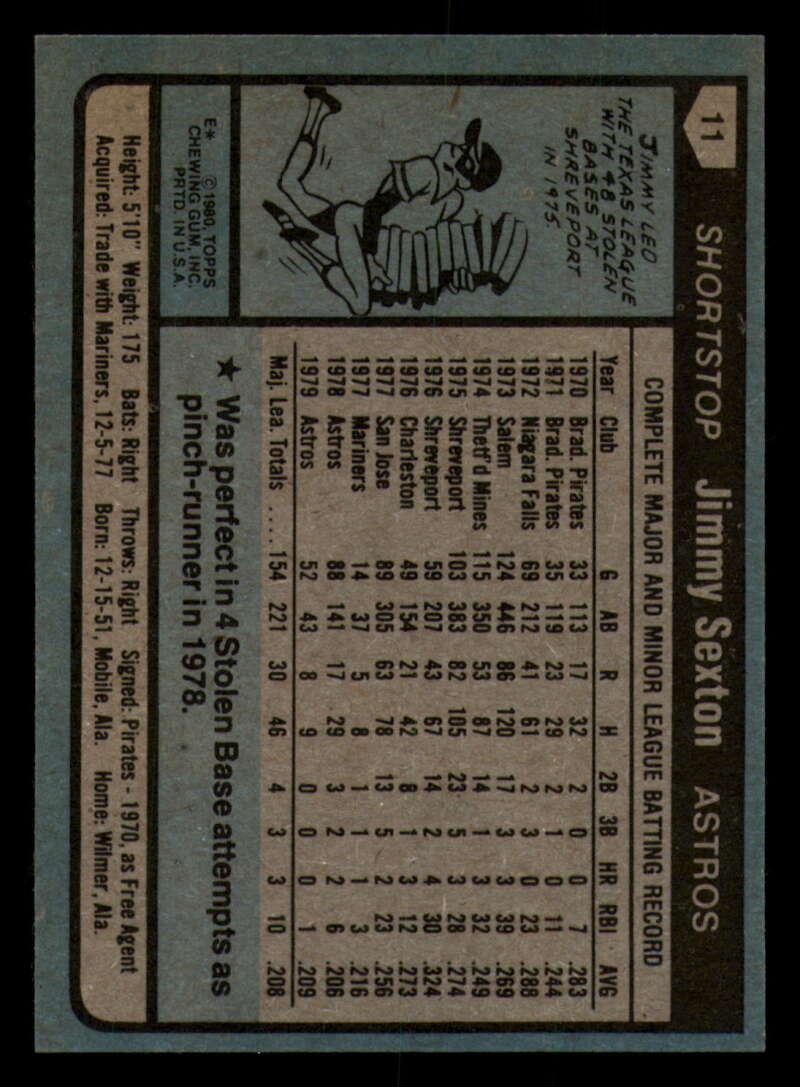 11
SHORTSTOP Jimmy Sexton ASTROS
JIMMY LED
THE TEXAS LEAGUE
WITH 48 STOLEN
BASES AT
SHREVEPORT
IN 1975.
E* © 1980 TOPPS
CHEWING GUM, INC.
PRTD. IN U.S.A.
COMPLETE MAJOR AND MINOR LEAGUE BATTING RECORD
Year Club G AB R H 2B 3B HR RBI AVG
1970 Brad. Pirates 33 113 17 32 2 0 0 7 .283
1971 Brad. Pirates 35 119 23 29 2 1 0 11 .244
1972 Niagara Falls 69 212 41 61 2 3 0 23 .288
1973 Salem 124 446 86 120 17 3 3 39 .269
1974 Thetf'd Mines 115 350 53 87 14 1 3 32 .249
1975 Shreveport 103 383 82 105 23 5 3 28 .274
1976 Shreveport 59 207 43 67 14 2 4 30 .324
1976 Charleston 49 154 21 42 8 1 3 12 .273
1977 San Jose 89 305 63 78 13 5 2 23 .256
1977 Mariners 14 37 5 8 1 1 1 3 .216
1978 Astros 88 141 17 29 3 2 2 6 .206
1979 Astros 52 43 8 9 0 0 0 1 .209
Maj. Lea. Totals .... 154 221 30 46 4 3 3 10 .208
★ Was perfect in 4 Stolen Base attempts as
pinch-runner in 1978.
Height: 5'10" Weight: 175 Bats: Right Throws: Right Signed: Pirates - 1970, as Free Agent
Acquired: Trade with Mariners, 12-5-77 Born: 12-15-51, Mobile, Ala. Home: Wilmer, Ala.